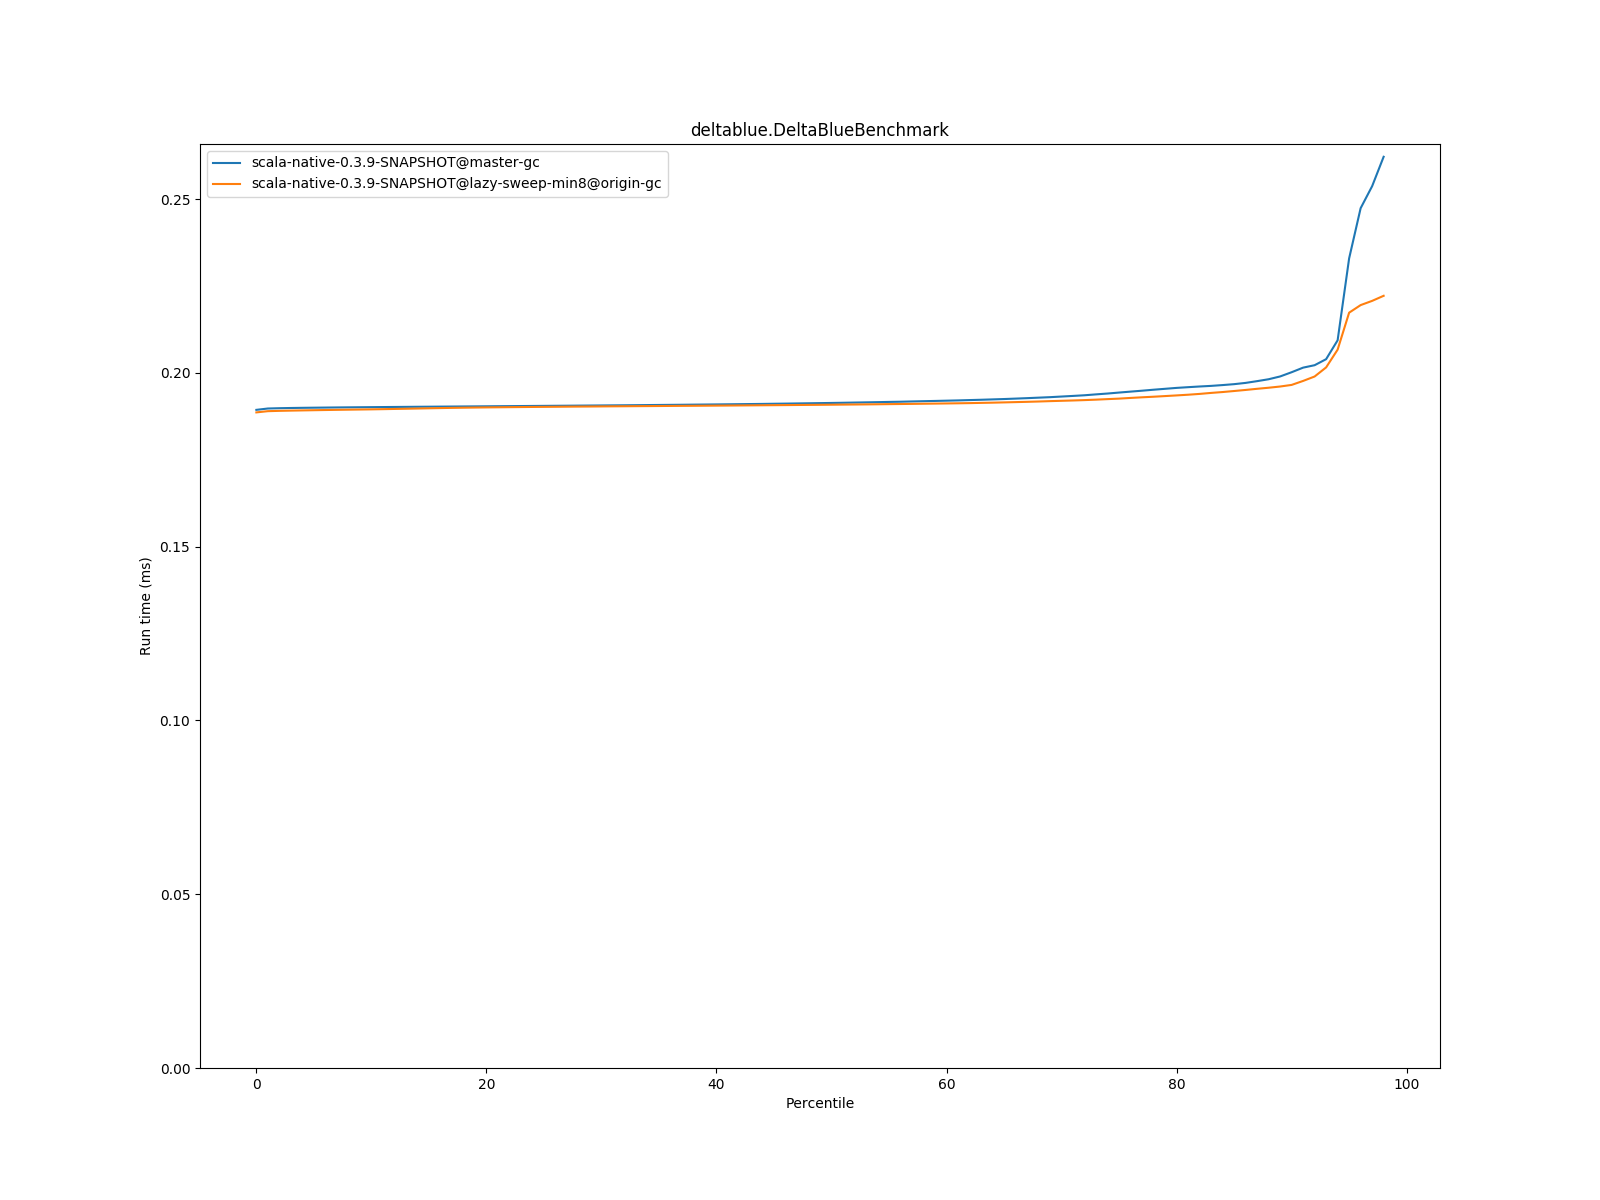 deltablue.DeltaBlueBenchmark
scala-native-0.3.9-SNAPSHOT@master-gc
scala-native-0.3.9-SNAPSHOT@lazy-sweep-min8@origin-gc
0.25
0.20
0.15
0.10
0.05
0.00
Run time (ms)
0 20 40 60 80 100
Percentile